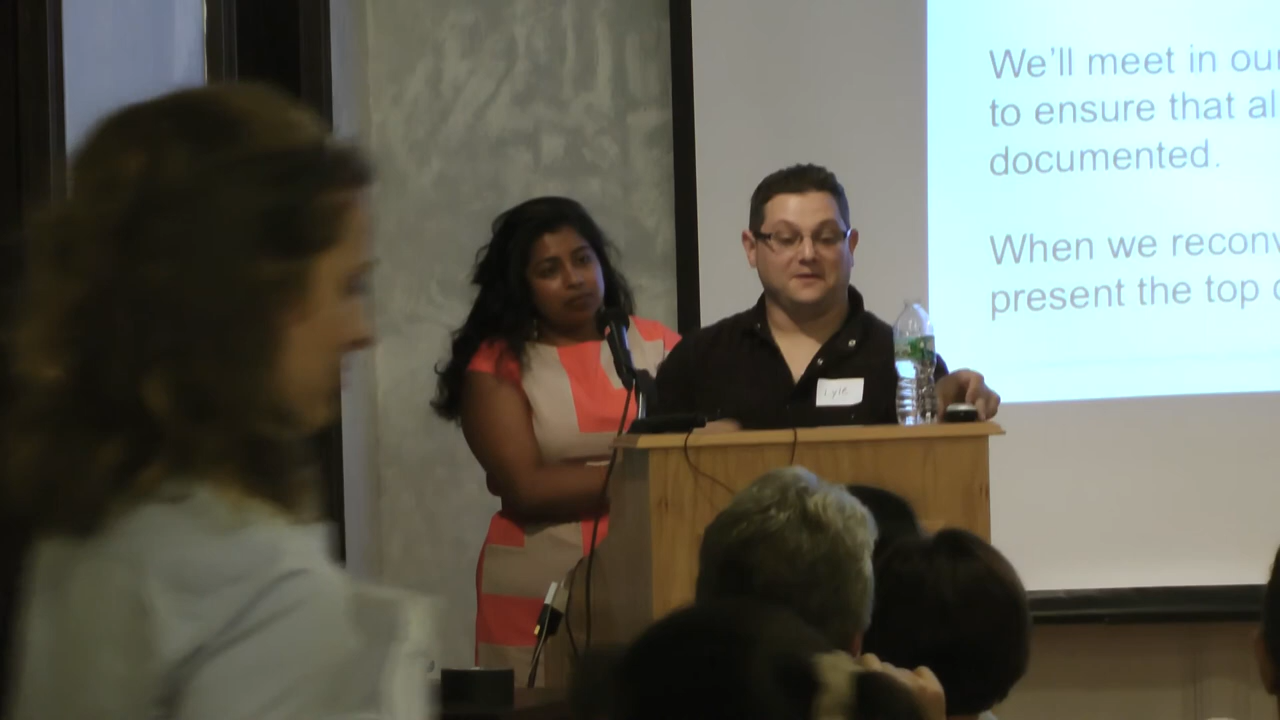 We'll meet in our
to ensure that al
documented.
When we reconv
present the top
Lyle